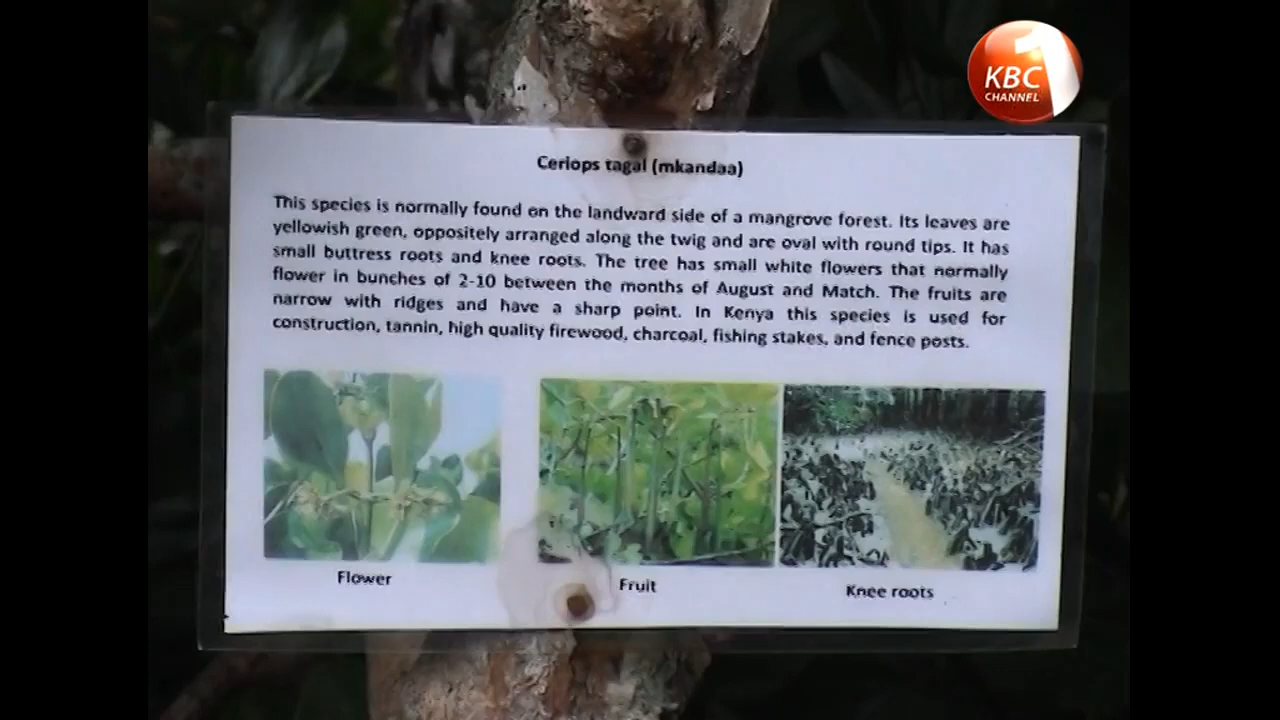 KBC 1
CHANNEL
Ceriops tagal (mkandaa)
This species is normally found on the landward side of a mangrove forest. Its leaves are
yellowish green, oppositely arranged along the twig and are oval with round tips. It has
small buttress roots and knee roots. The tree has small white flowers that normally
flower in bunches of 2-10 between the months of August and Match. The fruits are
narrow with ridges and have a sharp point. In Kenya this species is used for
construction, tannin, high quality firewood, charcoal, fishing stakes, and fence posts.
Flower
Fruit
Knee roots